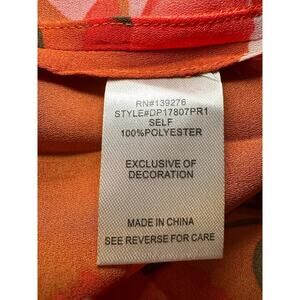 RN#139276
STYLE#DP17807PR1
SELF
100%POLYESTER
EXCLUSIVE OF
DECORATION
MADE IN CHINA
SEE REVERSE FOR CARE